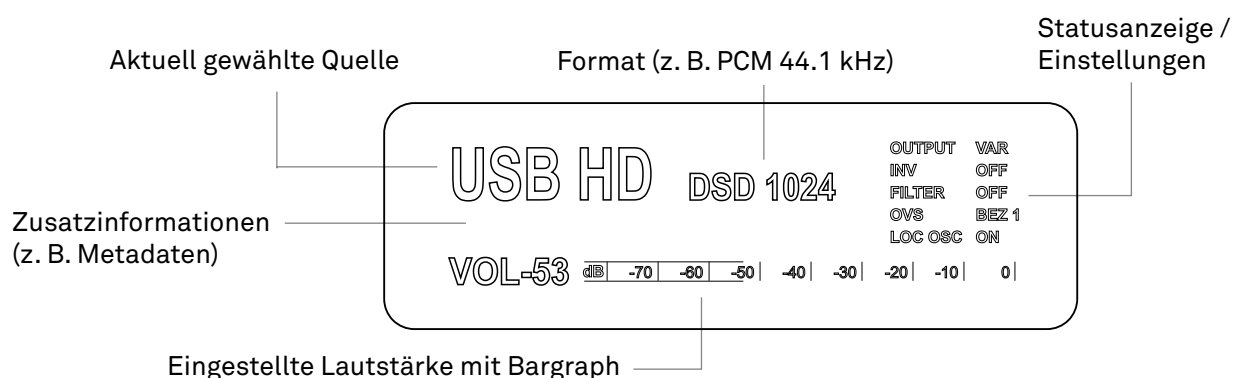 Statusanzeige /
Einstellungen
Aktuell gewählte Quelle
Format (z. B. PCM 44.1 kHz)
USB HD
DSD 1024
OUTPUT VAR
INV OFF
FILTER OFF
OVS BEZ 1
LOC OSC ON
Zusatzinformationen
(z. B. Metadaten)
VOL-53 dB -70 -60 -50 -40 -30 -20 -10 0
Eingestellte Lautstärke mit Bargraph